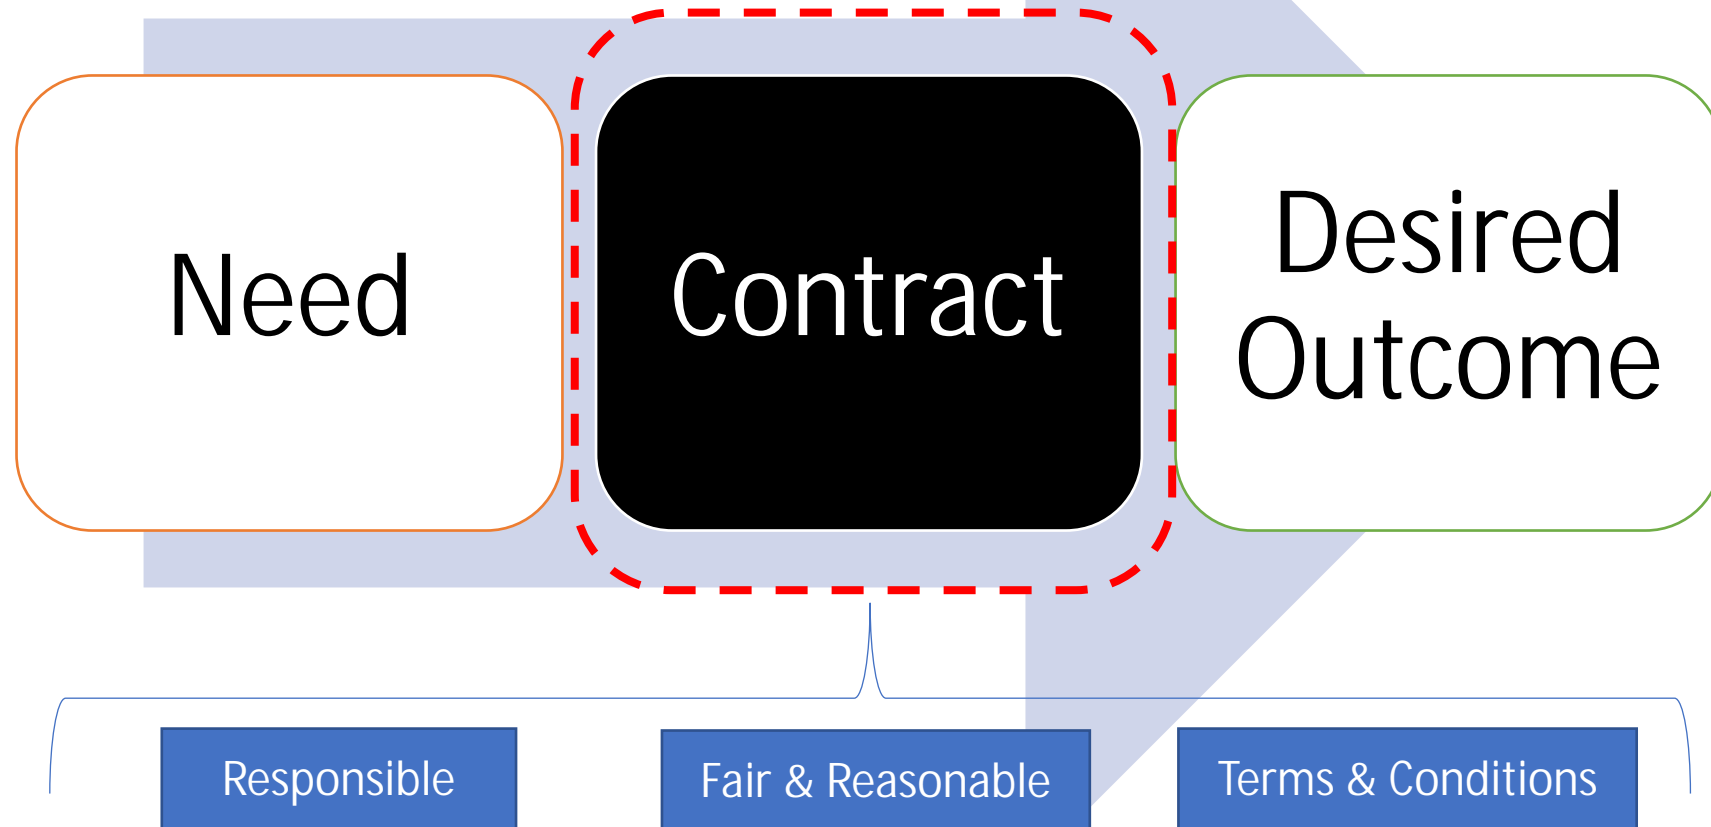 Need
Contract
Desired
Outcome
Responsible
Fair & Reasonable
Terms & Conditions